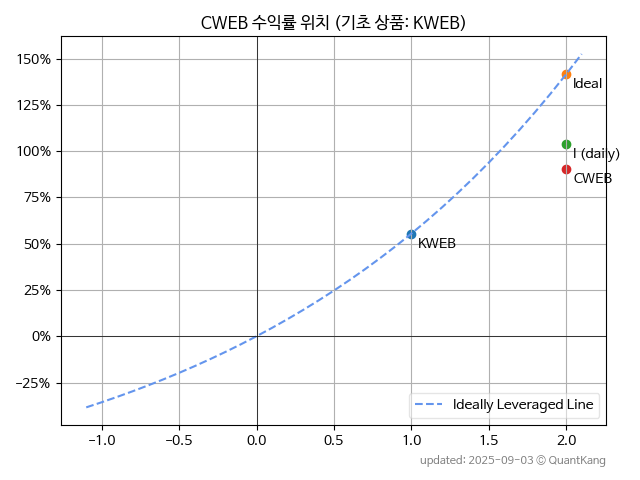 CWEB 수익률 위치 (기초 상품: KWEB)
150%
125%
100%
75%
50%
25%
0%
−25%
Ideal
I (daily)
CWEB
KWEB
Ideally Leveraged Line
−1.0 −0.5 0.0 0.5 1.0 1.5 2.0
updated: 2025-09-03 © QuantKang